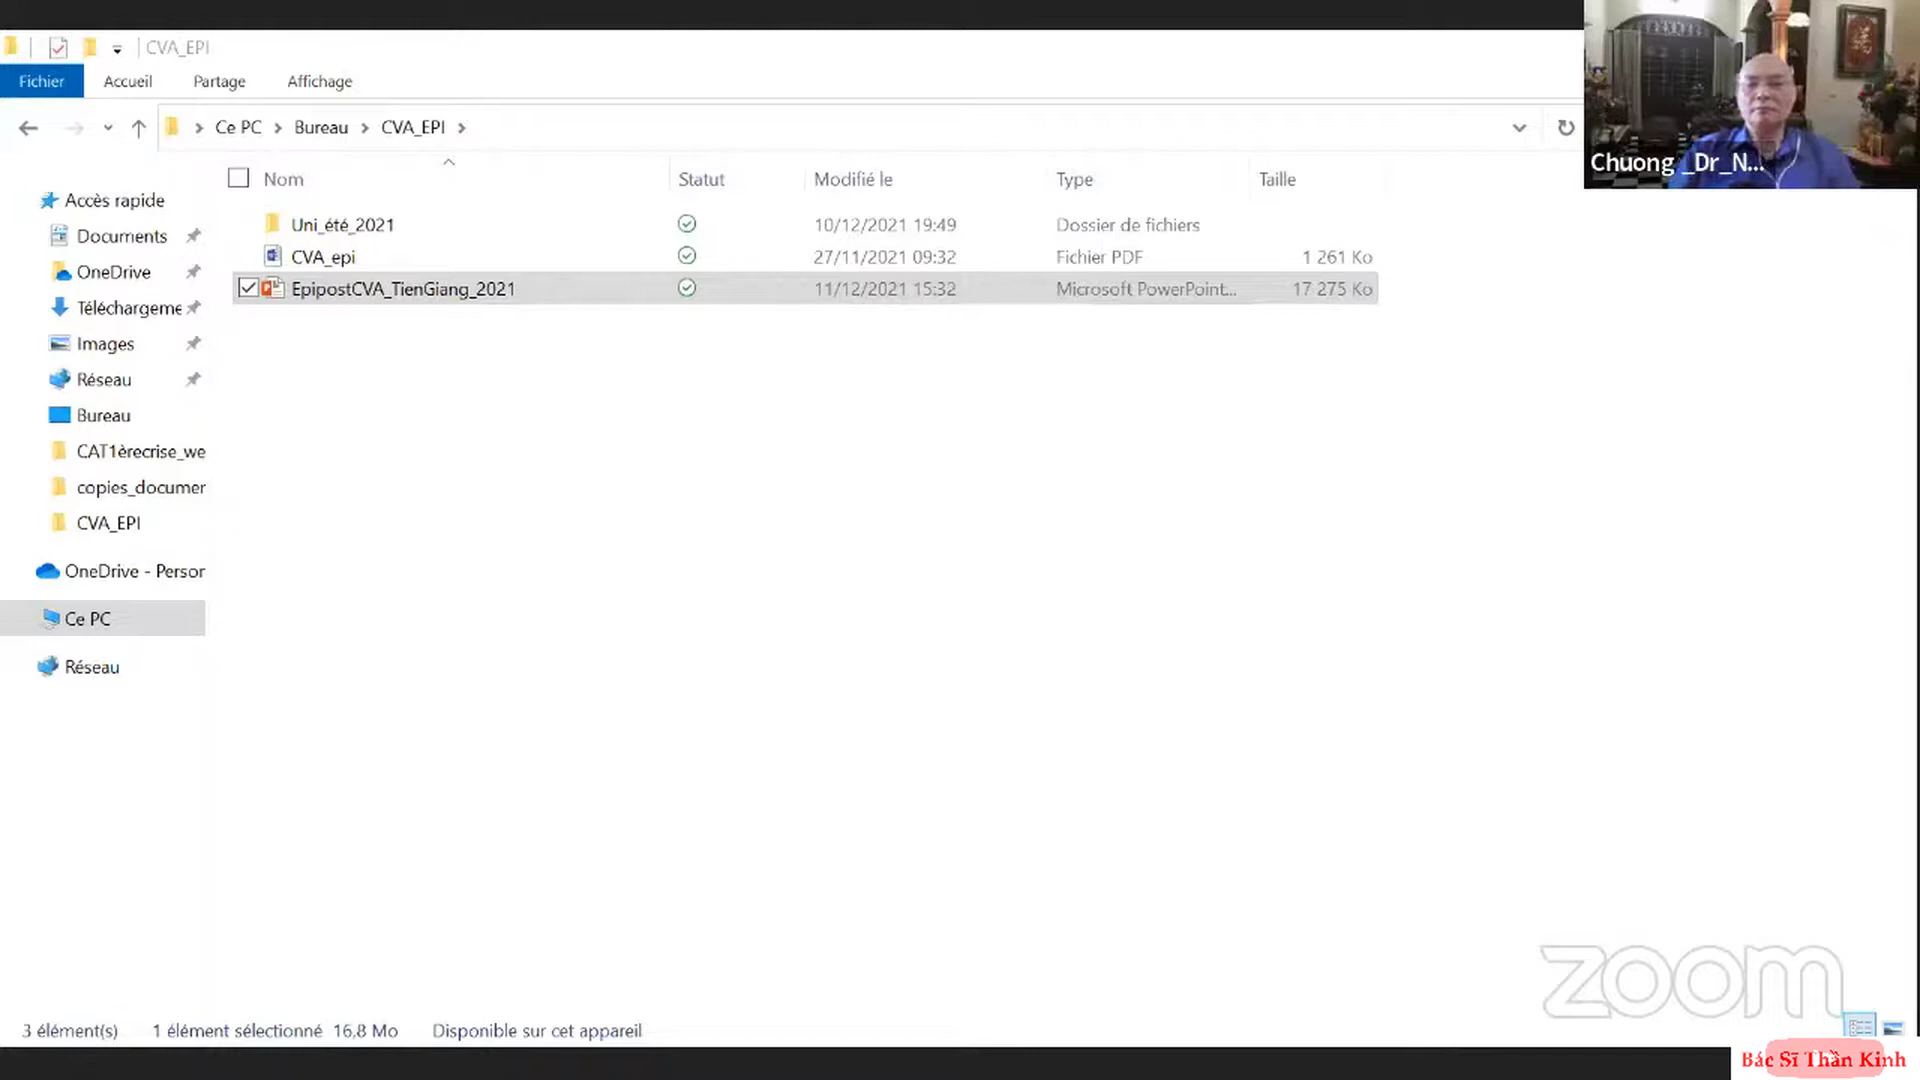 CVA_EPI
Fichier Accueil Partage Affichage
Ce PC Bureau CVA_EPI
Chuong _Dr_N...
Nom Statut Modifié le Type Taille
Uni_été_2021 10/12/2021 19:49 Dossier de fichiers
CVA_epi 27/11/2021 09:32 Fichier PDF 1 261 Ko
EpipostCVA_TienGiang_2021 11/12/2021 15:32 Microsoft PowerPoint... 17 275 Ko
Accès rapide
Documents
OneDrive
Téléchargeme
Images
Réseau
Bureau
CAT1èrecrise_we
copies_documer
CVA_EPI
OneDrive - Persor
Ce PC
Réseau
zoom
3 élément(s) 1 élément sélectionné 16,8 Mo Disponible sur cet appareil
Bác Sĩ Thần Kinh